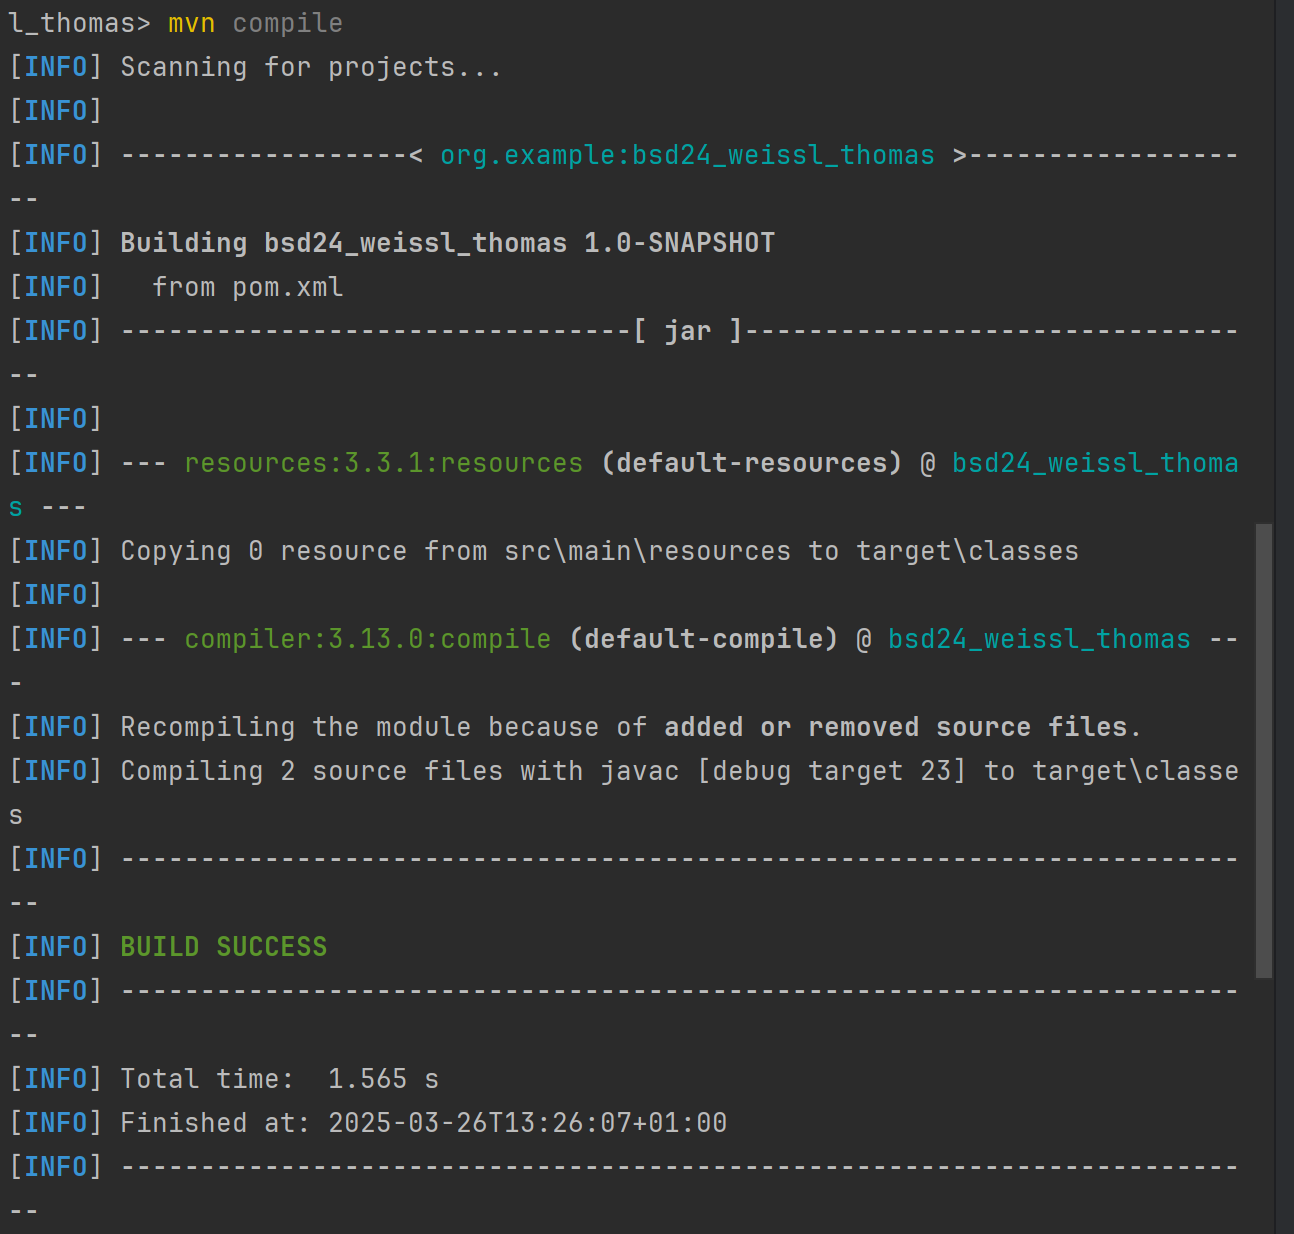 l_thomas> mvn compile
[INFO] Scanning for projects...
[INFO]
[INFO] ------------------< org.example:bsd24_weissl_thomas >-----------------
--
[INFO] Building bsd24_weissl_thomas 1.0-SNAPSHOT
[INFO]   from pom.xml
[INFO] --------------------------------[ jar ]-------------------------------
--
[INFO]
[INFO] --- resources:3.3.1:resources (default-resources) @ bsd24_weissl_thoma
s ---
[INFO] Copying 0 resource from src\main\resources to target\classes
[INFO]
[INFO] --- compiler:3.13.0:compile (default-compile) @ bsd24_weissl_thomas --
-
[INFO] Recompiling the module because of added or removed source files.
[INFO] Compiling 2 source files with javac [debug target 23] to target\classe
s
[INFO] ----------------------------------------------------------------------
--
[INFO] BUILD SUCCESS
[INFO] ----------------------------------------------------------------------
--
[INFO] Total time:  1.565 s
[INFO] Finished at: 2025-03-26T13:26:07+01:00
[INFO] ----------------------------------------------------------------------
--